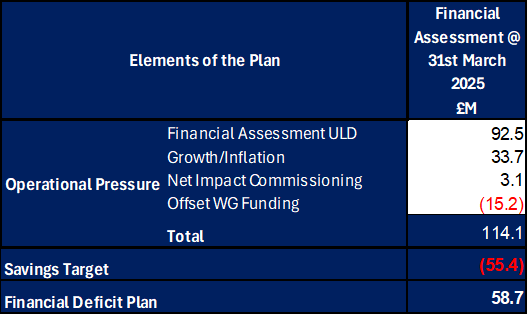 Elements of the Plan
Financial
Assessment @
31st March
2025
£M
Operational Pressure
Financial Assessment ULD 92.5
Growth/Inflation 33.7
Net Impact Commissioning 3.1
Offset WG Funding (15.2)
Total 114.1
Savings Target (55.4)
Financial Deficit Plan 58.7